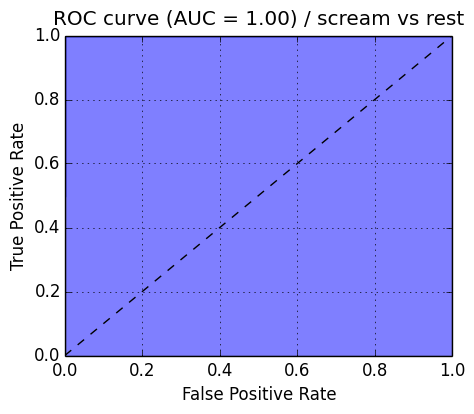 ROC curve (AUC = 1.00) / scream vs rest
1.0
0.8
0.6
0.4
0.2
0.0
True Positive Rate
0.0 0.2 0.4 0.6 0.8 1.0
False Positive Rate